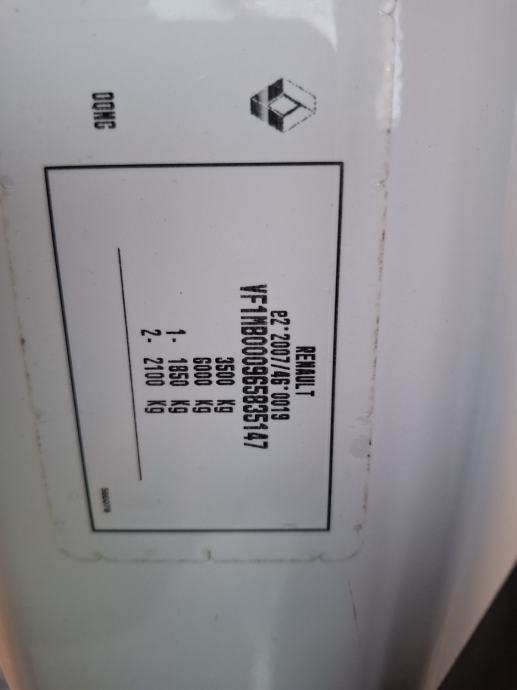 RENAULT
e2*2007/46*0019
VF1MB000965835147
3500 Kg
6000 Kg
1- 1850 Kg
2- 2100 Kg